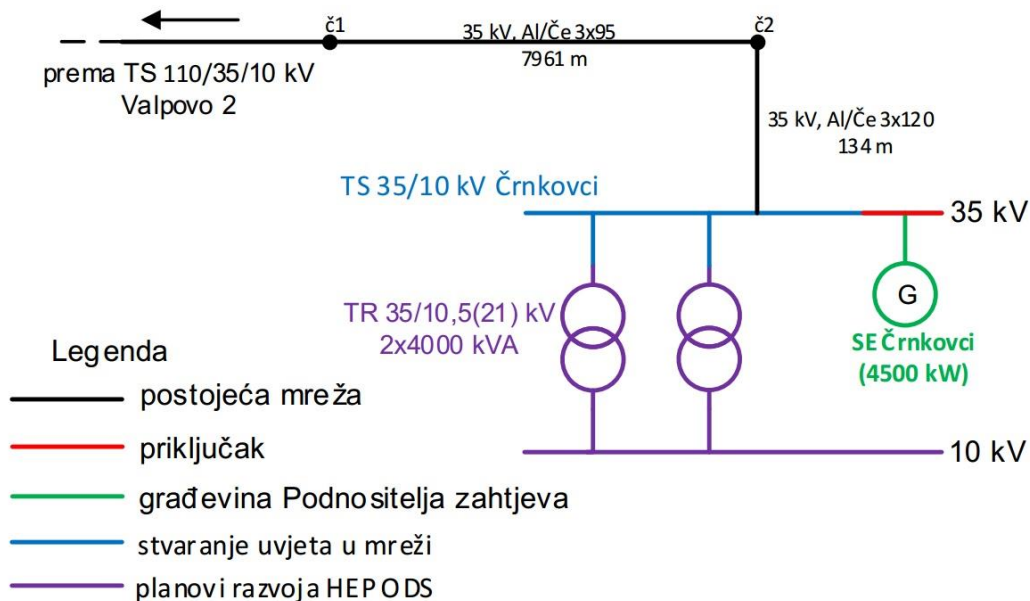 č1
35 kV, Al/Če 3x95
7961 m
č2
prema TS 110/35/10 kV
Valpovo 2
35 kV, Al/Če 3x120
134 m
TS 35/10 kV Črnkovci
35 kV
TR 35/10,5(21) kV
2x4000 kVA
G
SE Črnkovci
(4500 kW)
10 kV
Legenda
postojeća mreža
priključak
građevina Podnositelja zahtjeva
stvaranje uvjeta u mreži
planovi razvoja HEP ODS